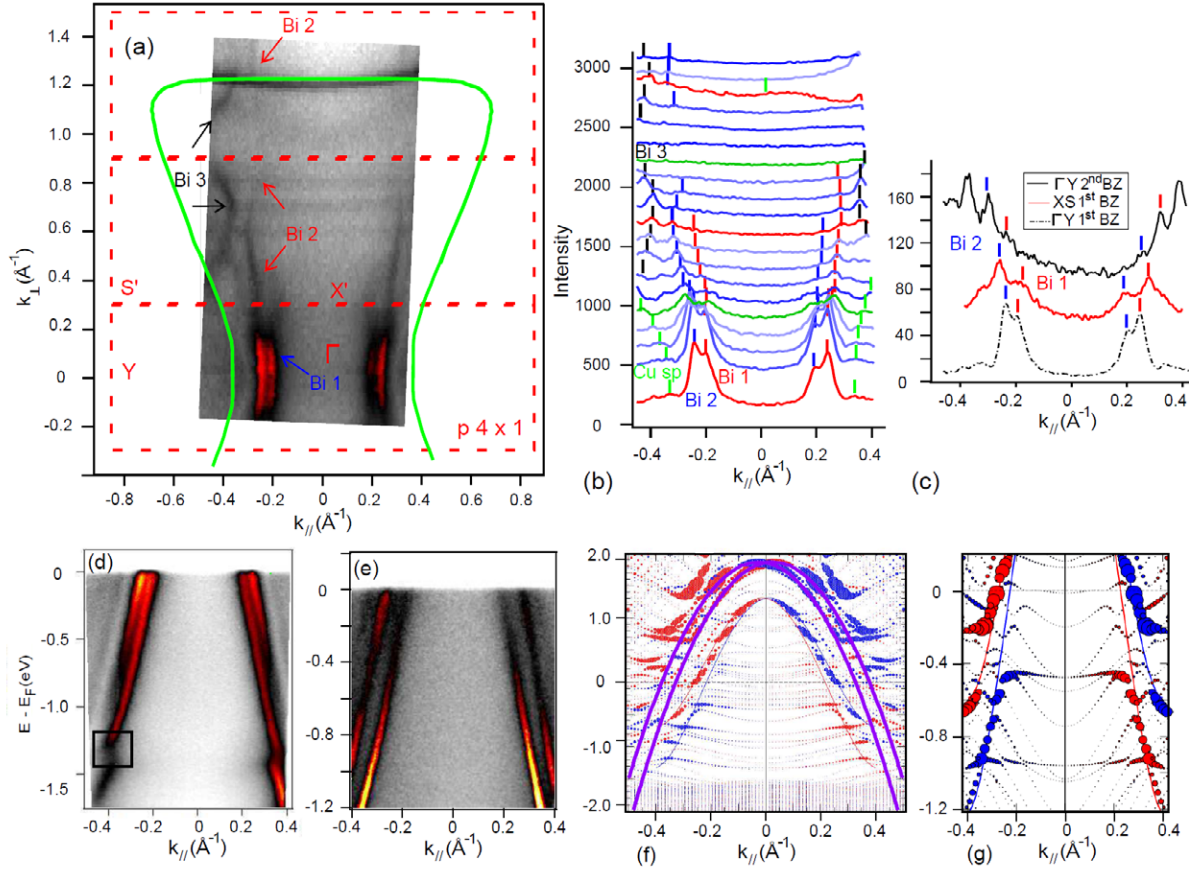 (a)
Bi 2
Bi 3
Bi 2
X'
S'
Γ
Y
Bi 1
p 4 x 1
1.4
1.2
1.0
0.8
0.6
0.4
0.2
0
-0.2
k⊥(Å⁻¹)
-0.8 -0.6 -0.4 -0.2 0 0.2 0.4 0.6 0.8
k//(Å⁻¹)
3000
2500
2000
1500
1000
500
0
Intensity
Bi 3
Cu sp
Bi 1
Bi 2
-0.4 -0.2 0 0.2 0.4
k//(Å⁻¹)
(b)
160
120
80
40
0
ΓY 2nd BZ
XS 1st BZ
ΓY 1st BZ
Bi 2
Bi 1
-0.4 -0.2 0 0.2 0.4
k//(Å⁻¹)
(c)
(d)
0
-0.5
-1.0
-1.5
E - EF(eV)
-0.4 -0.2 0 0.2 0.4
k//(Å⁻¹)
(e)
0
-0.4
-0.8
-1.2
-0.4 -0.2 0 0.2 0.4
k//(Å⁻¹)
2.0
1.0
0
-1.0
-2.0
-0.4 -0.2 0 0.2 0.4
k//(Å⁻¹)
(f)
0
-0.4
-0.8
-1.2
-0.4 -0.2 0 0.2 0.4
k//(Å⁻¹)
(g)